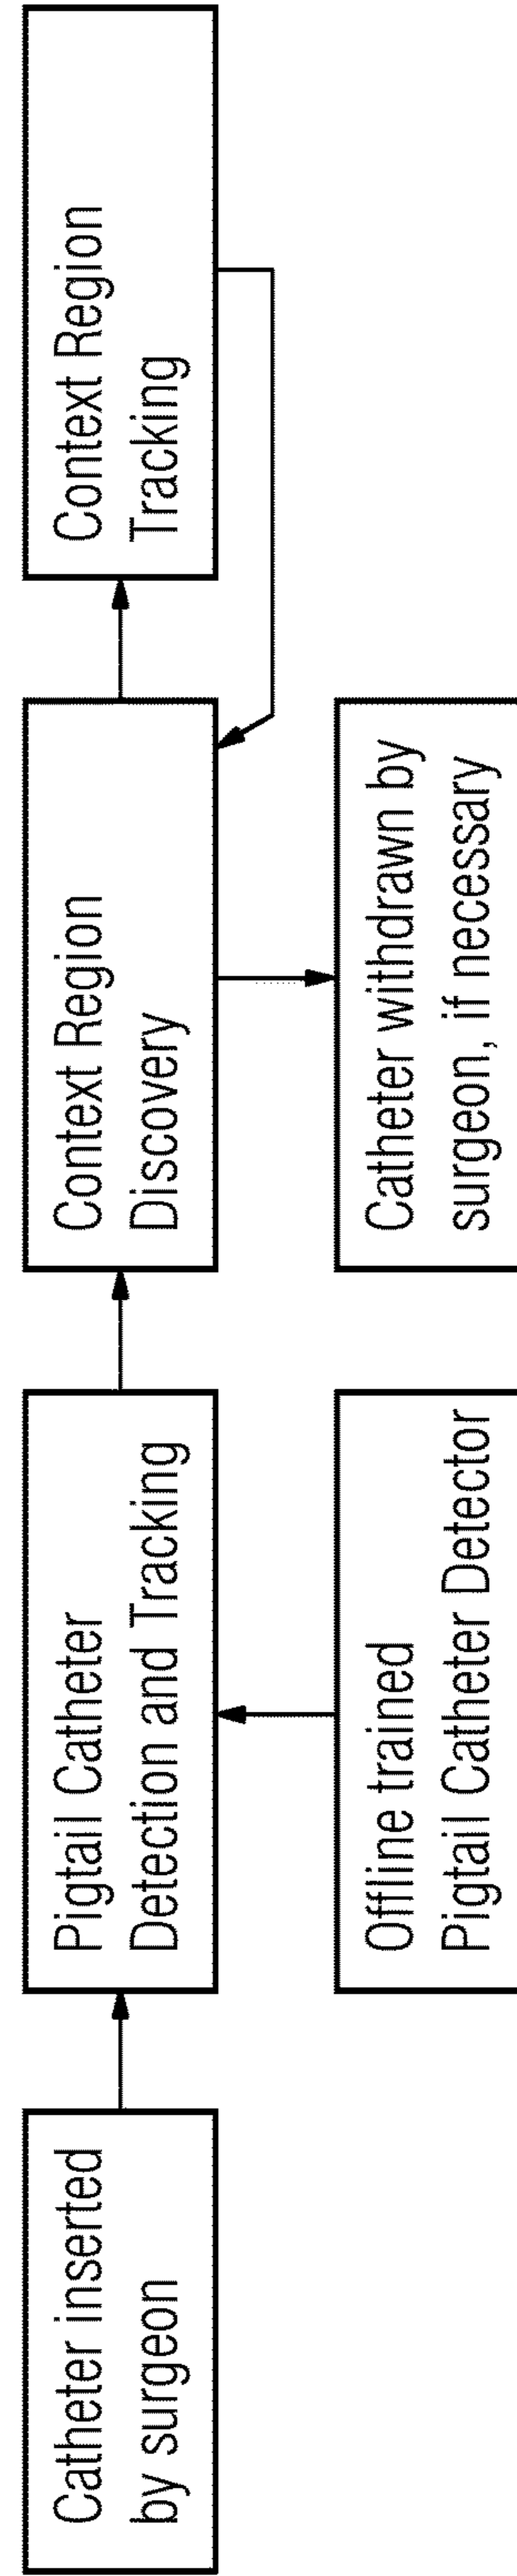 Catheter inserted
by surgeon
Pigtail Catheter
Detection and Tracking
Context Region
Discovery
Context Region
Tracking
Offline trained
Pigtail Catheter Detector
Catheter withdrawn by
surgeon, if necessary